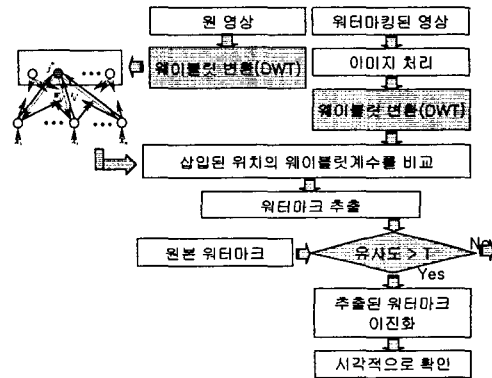 원 영상
워터마킹된 영상
웨이블릿 변환(DWT)
이미지 처리
웨이블릿 변환(DWT)
삽입된 위치의 웨이블릿계수를 비교
워터마크 추출
원본 워터마크
유사도 > T
No
Yes
추출된 워터마크
이진화
시각적으로 확인